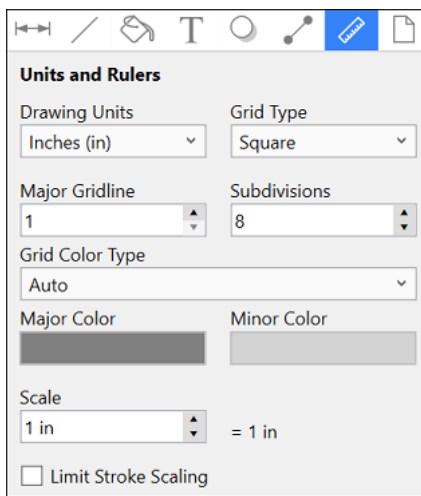 T
Units and Rulers
Drawing Units Grid Type
Inches (in) Square
Major Gridline Subdivisions
1 8
Grid Color Type
Auto
Major Color Minor Color
Scale
1 in = 1 in
Limit Stroke Scaling